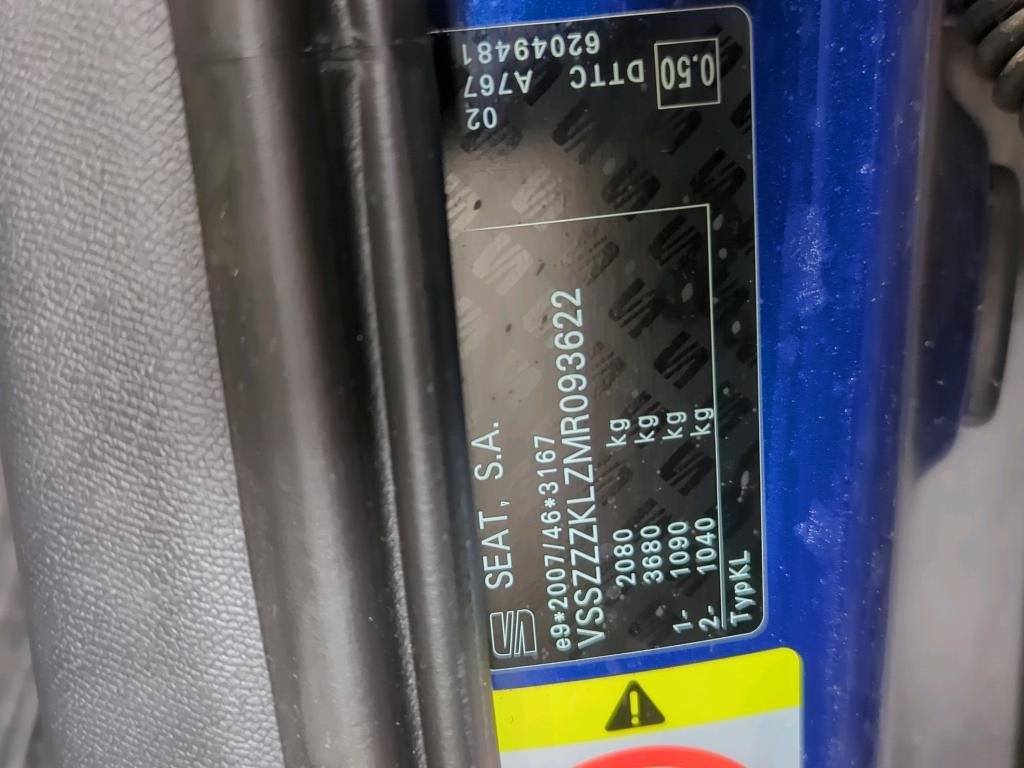 SEAT, S.A.
e9*2007/46*3167
VSSZZZKLZMR093622
2080 kg
3680 kg
1- 1090 kg
2- 1040 kg
TypKL
02 A767 62049481
DTTC
0.50